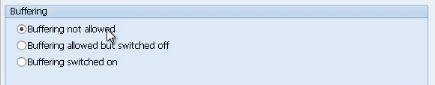 Buffering
Buffering not allowed
Buffering allowed but switched off
Buffering switched on